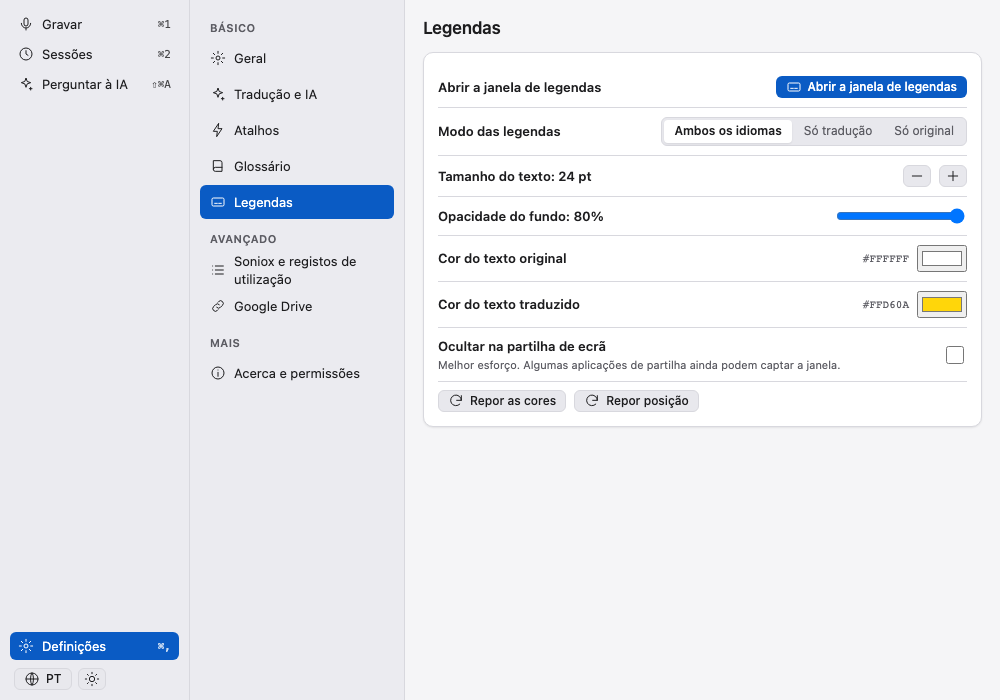 Gravar ⌘1
Sessões ⌘2
Perguntar à IA ⇧⌘A
Definições ⌘,
PT
BÁSICO
Geral
Tradução e IA
Atalhos
Glossário
Legendas
AVANÇADO
Soniox e registos de
utilização
Google Drive
MAIS
Acerca e permissões
Legendas
Abrir a janela de legendas Abrir a janela de legendas
Modo das legendas Ambos os idiomas Só tradução Só original
Tamanho do texto: 24 pt
Opacidade do fundo: 80%
Cor do texto original #FFFFFF
Cor do texto traduzido #FFD60A
Ocultar na partilha de ecrã
Melhor esforço. Algumas aplicações de partilha ainda podem captar a janela.
Repor as cores Repor posição